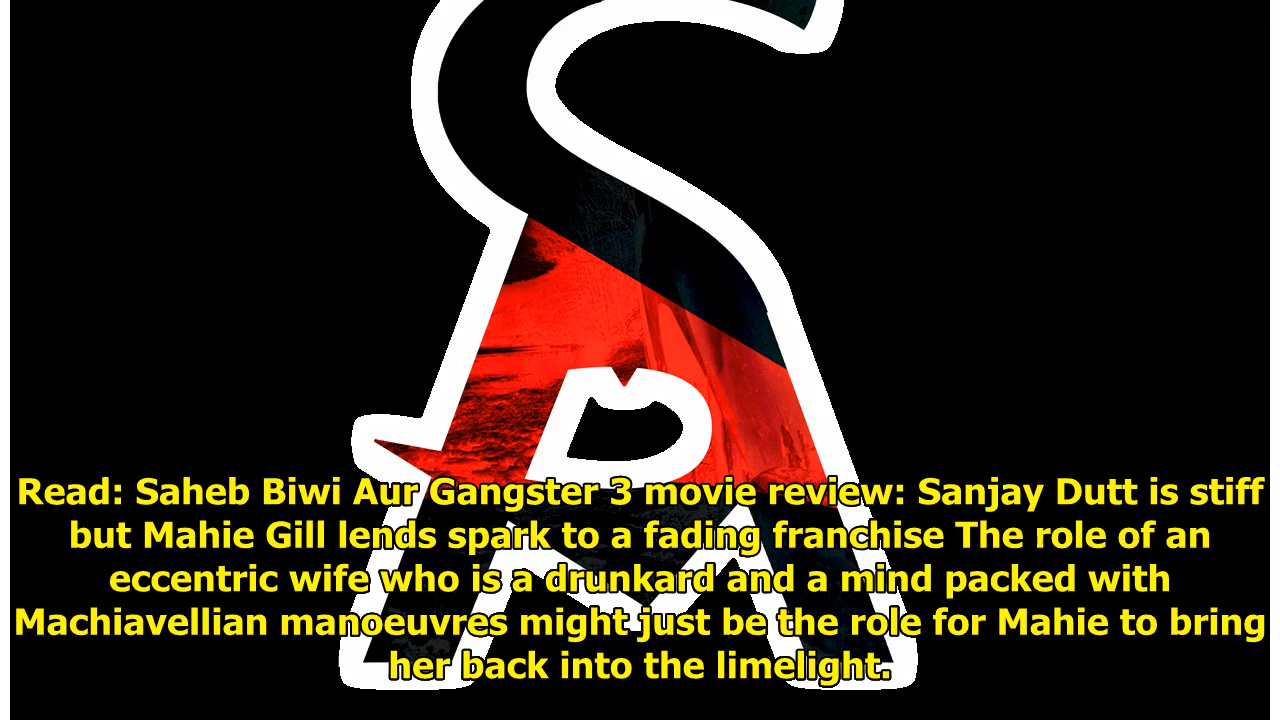 Read: Saheb Biwi Aur Gangster 3 movie review: Sanjay Dutt is stiff
but Mahie Gill lends spark to a fading franchise The role of an
eccentric wife who is a drunkard and a mind packed with
Machiavellian manoeuvres might just be the role for Mahie to bring
her back into the limelight.